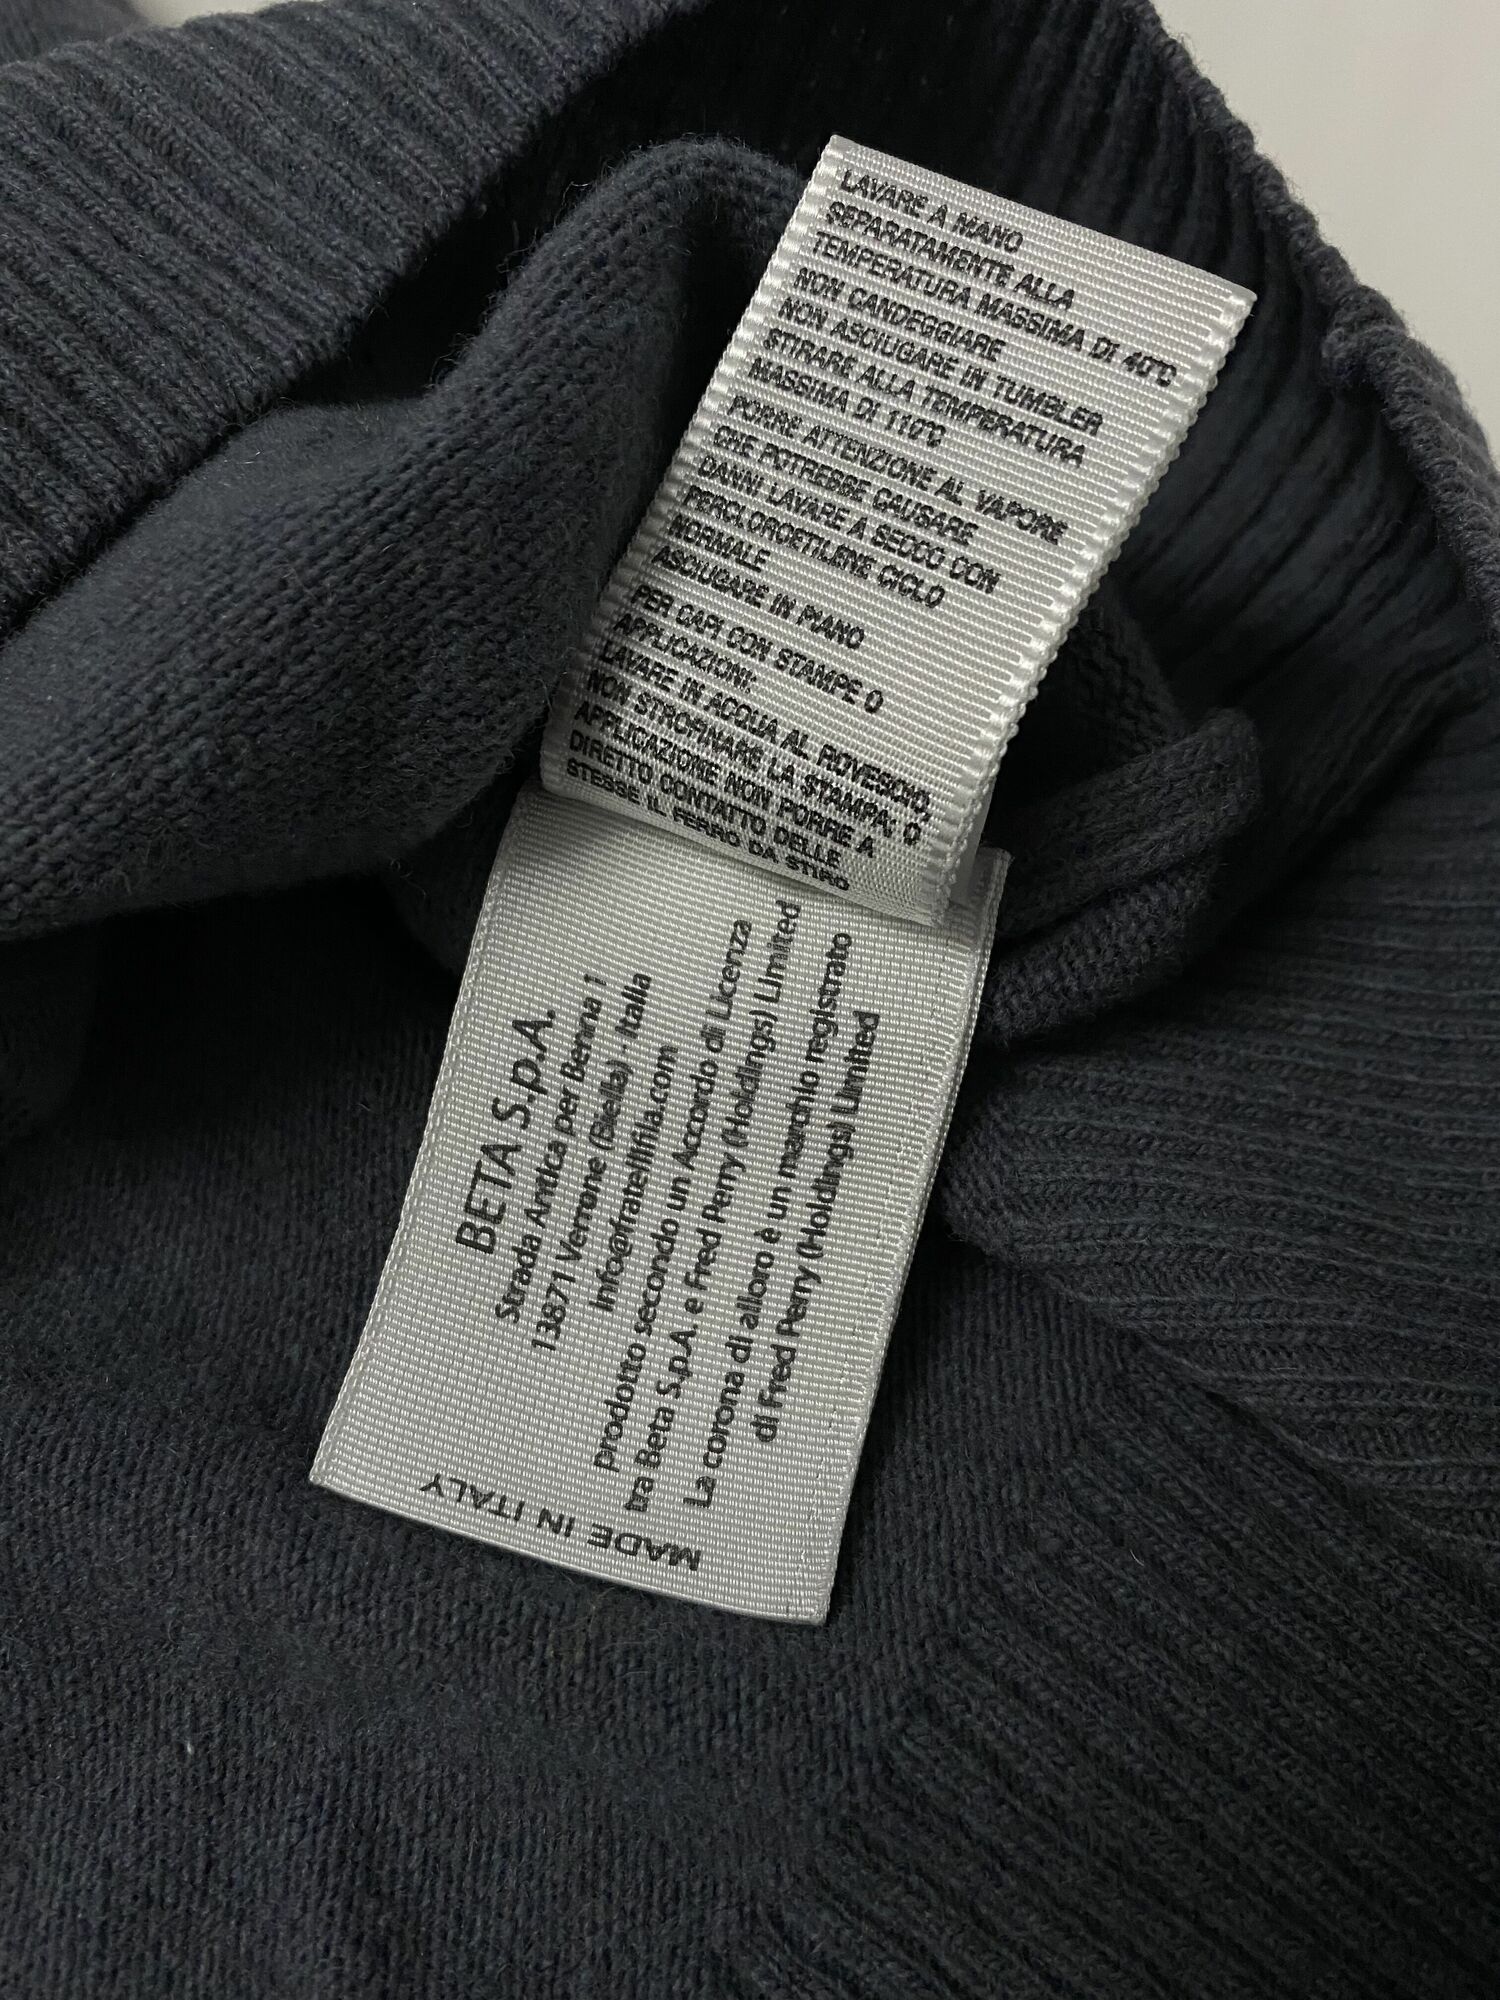 LAVARE A MANO
SEPARATAMENTE ALLA
TEMPERATURA MASSIMA DI 40°C
NON CANDEGGIARE
NON ASCIUGARE IN TUMBLER
STIRARE ALLA TEMPERATURA
MASSIMA DI 110°C
PORRE ATTENZIONE AL VAPORE
CHE POTREBBE CAUSARE
DANNI LAVARE A SECCO CON
PERCLOROETILENE CICLO
NORMALE
ASCIUGARE IN PIANO
PER CAPI CON STAMPE O
APPLICAZIONI:
LAVARE IN ACQUA AL ROVESCIO,
NON STROFINARE LA STAMPA: O
APPLICAZIONE NON PORRE A
DIRETTO CONTATTO DELLE
STESSE IL FERRO DA STIRO
BETA S.p.A.
Strada Antica per Benna 1
13871 Verrone (Biella) - Italia
info@fratellifila.com
prodotto secondo un Accordo di Licenza
tra Beta S.p.A. e Fred Perry (Holdings) Limited
La corona di alloro è un marchio registrato
di Fred Perry (Holdings) Limited
MADE IN ITALY